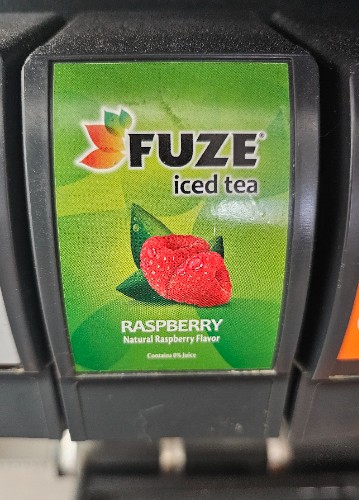 FUZE®
iced tea
RASPBERRY
Natural Raspberry Flavor
Contains 0% Juice